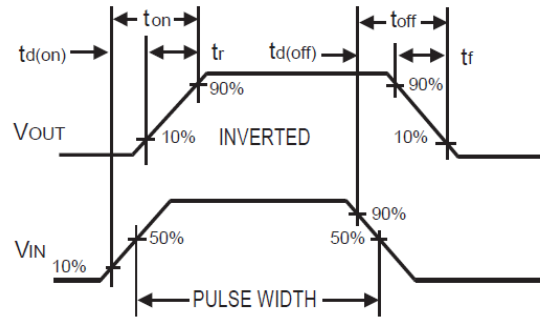 ton
toff
td(on)
tr
td(off)
tf
90%
90%
VOUT
10%
INVERTED
10%
90%
VIN
50%
50%
10%
PULSE WIDTH